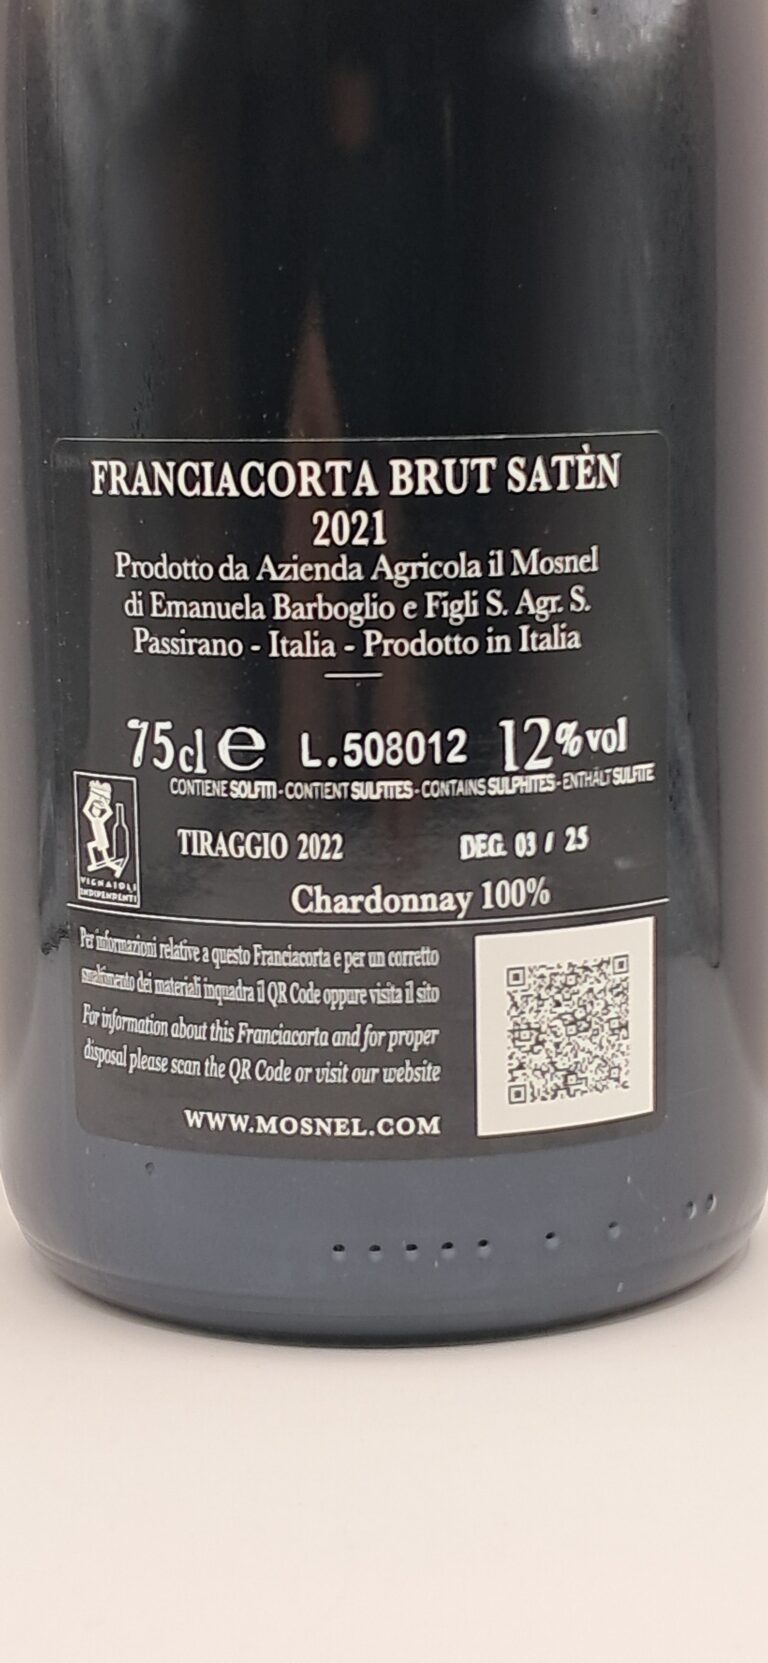 FRANCIACORTA BRUT SATÈN
2021
Prodotto da Azienda Agricola il Mosnel
di Emanuela Barboglio e Figli S. Agr. S.
Passirano - Italia - Prodotto in Italia
75cl e L.508012 12% vol
CONTIENE SOLFITI - CONTIENT SULFITES - CONTAINS SULPHITES - ENTHÄLT SULFITE
VIGNAIOLI
INDIPENDENTI
TIRAGGIO 2022 DEG. 03 / 25
Chardonnay 100%
Per informazioni relative a questo Franciacorta e per un corretto
smaltimento dei materiali inquadra il QR Code oppure visita il sito
For information about this Franciacorta and for proper
disposal please scan the QR Code or visit our website
WWW.MOSNEL.COM